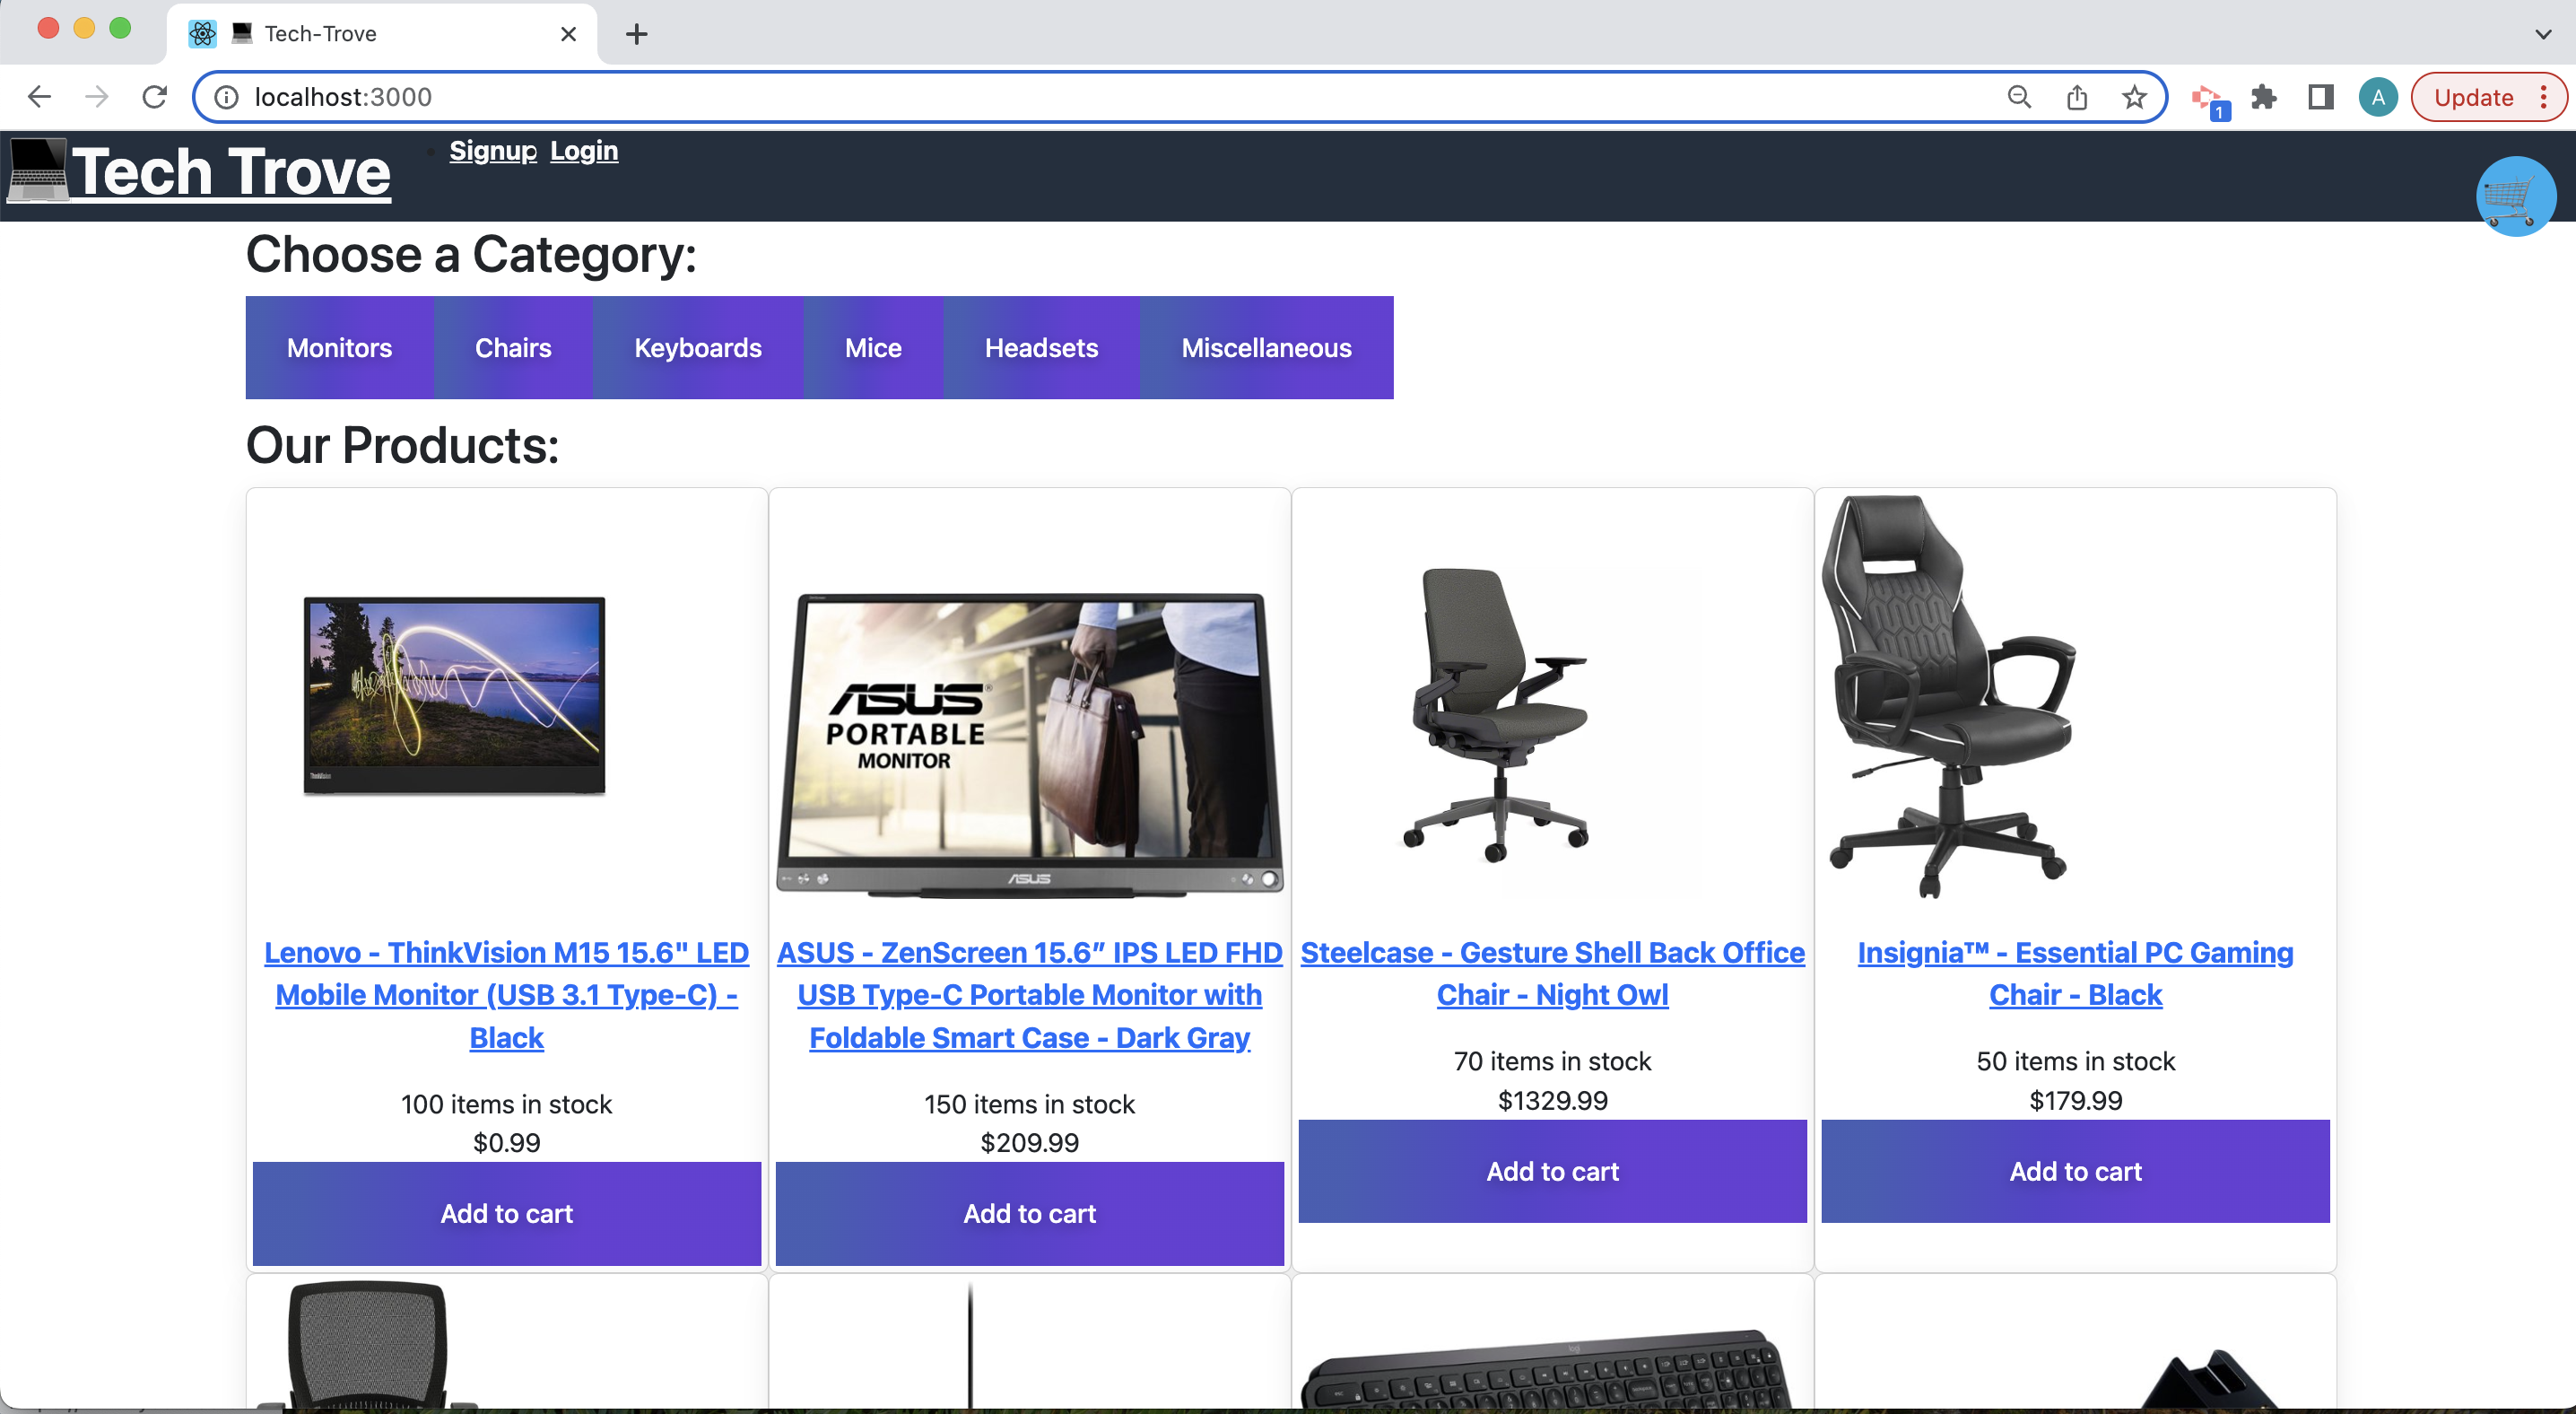 Tech-Trove
localhost:3000
1
A
Update
Tech Trove
Signup Login
Choose a Category:
Monitors
Chairs
Keyboards
Mice
Headsets
Miscellaneous
Our Products:
ThinkVision
ASUS®
PORTABLE
MONITOR
ASUS
Lenovo - ThinkVision M15 15.6" LED
Mobile Monitor (USB 3.1 Type-C) -
Black
100 items in stock
$0.99
Add to cart
ASUS - ZenScreen 15.6” IPS LED FHD
USB Type-C Portable Monitor with
Foldable Smart Case - Dark Gray
150 items in stock
$209.99
Add to cart
Steelcase - Gesture Shell Back Office
Chair - Night Owl
70 items in stock
$1329.99
Add to cart
Insignia™ - Essential PC Gaming
Chair - Black
50 items in stock
$179.99
Add to cart
logi